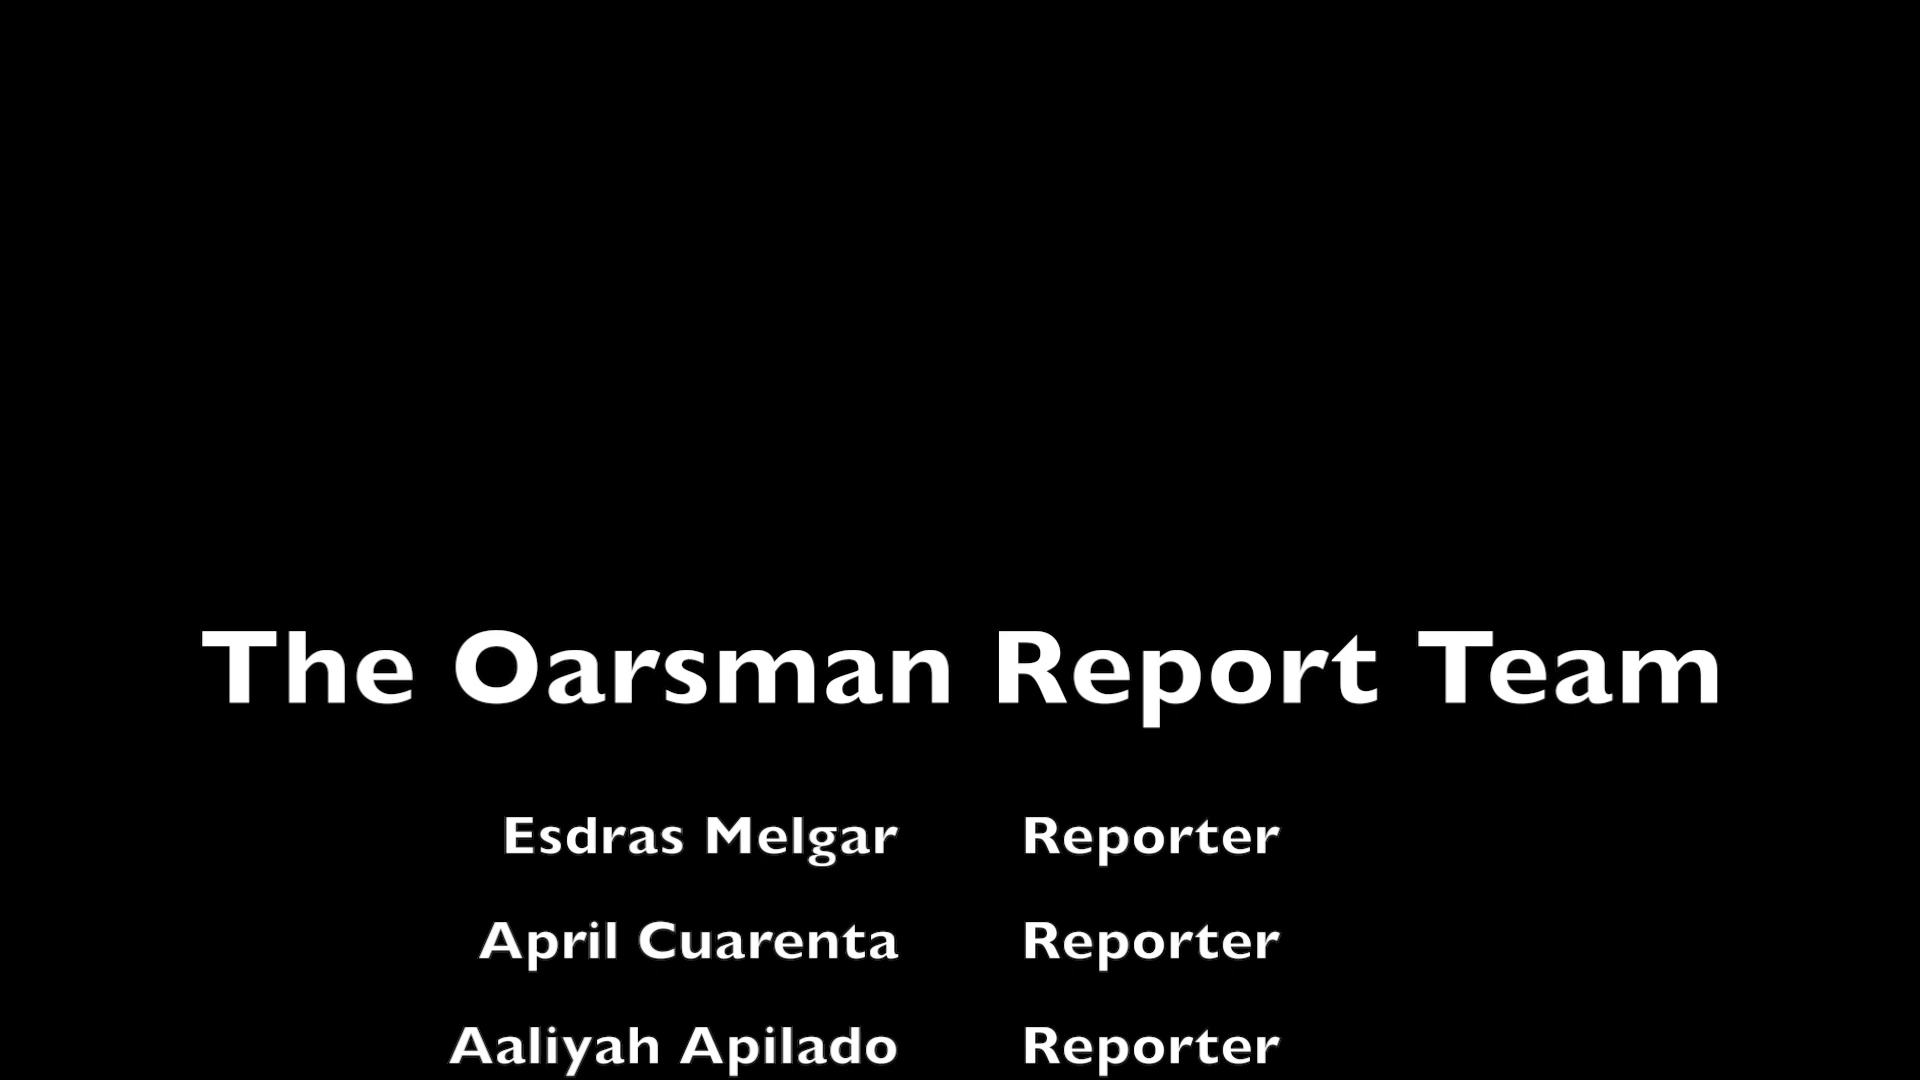 The Oarsman Report Team
Esdras Melgar Reporter
April Cuarenta Reporter
Aaliyah Apilado Reporter